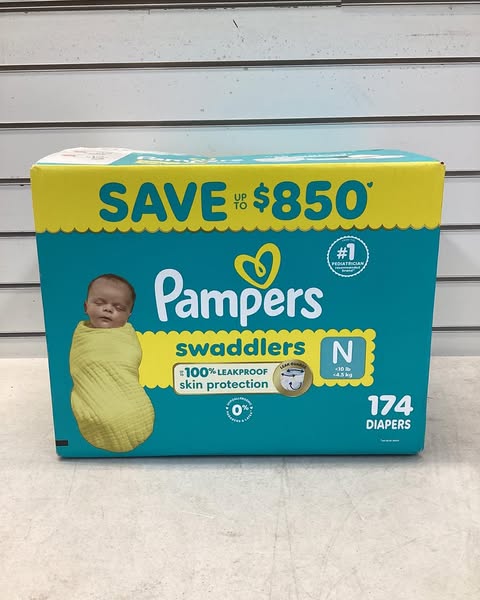 Pampers
SAVE UP TO $850
#1
PEDIATRICIAN
Pampers
swaddlers
100% LEAKPROOF
skin protection
N
<10 lb
<4.5 kg
0%
174
DIAPERS